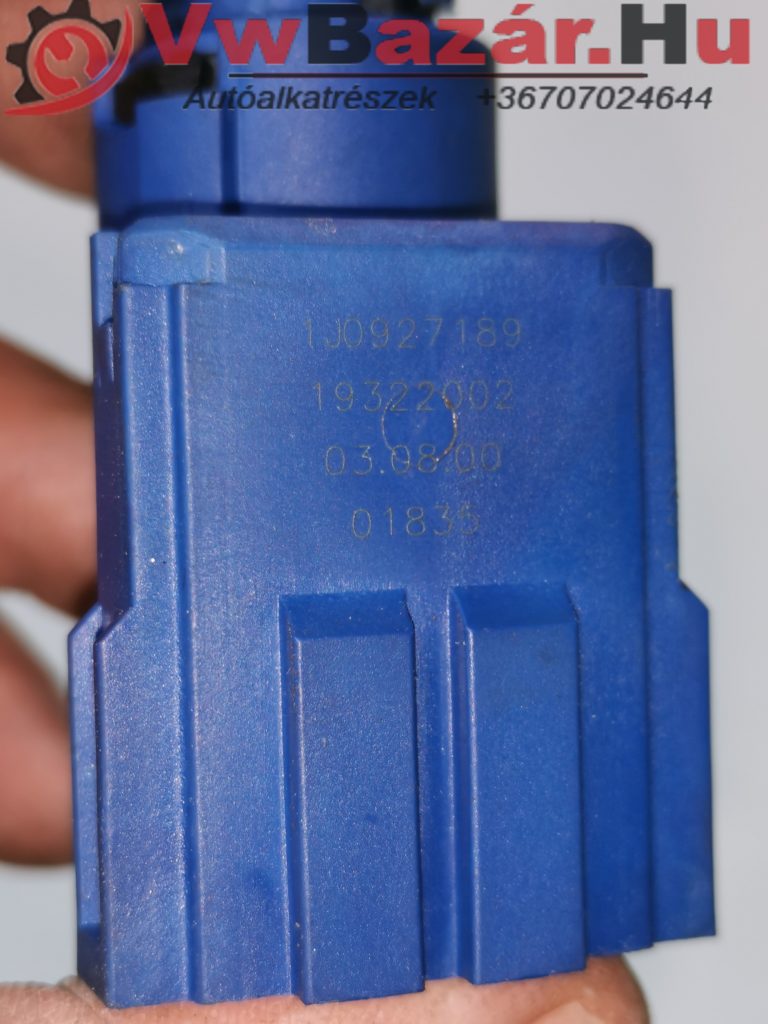 VwBazár.Hu
Autóalkatrészek +36707024644
1J0927189
19322002
03.08.00
01835